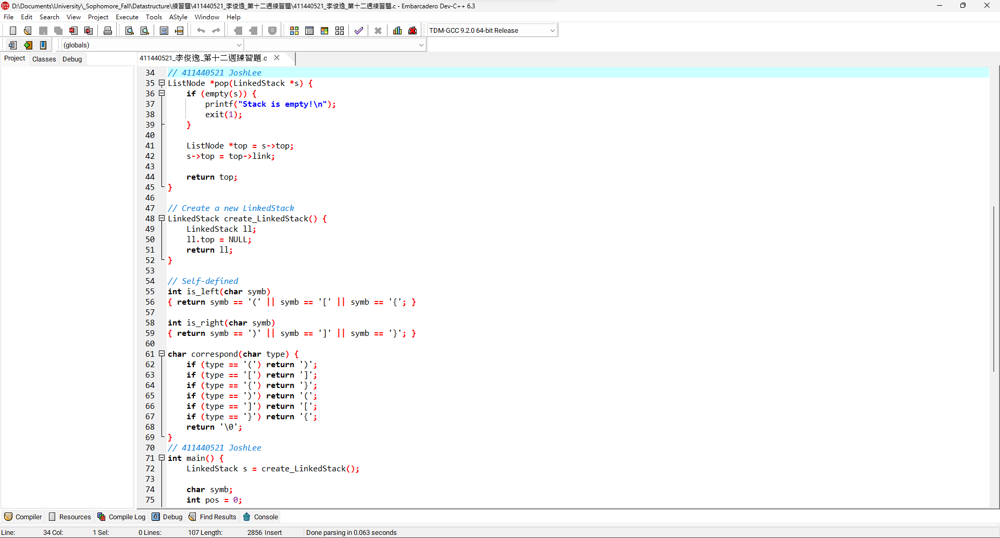 D:\Documents\University\_Sophomore_Fall\Datastructure\練習題\411440521_李俊逸_第十二週練習題\411440521_李俊逸_第十二週練習題.c - Embarcadero Dev-C++ 6.3
File Edit Search View Project Execute Tools AStyle Window Help
TDM-GCC 9.2.0 64-bit Release
(globals)
Project Classes Debug
411440521_李俊逸_第十二週練習題.c
34 // 411440521 JoshLee
35 ListNode *pop(LinkedStack *s) {
36     if (empty(s)) {
37         printf("Stack is empty!\n");
38         exit(1);
39     }
40
41     ListNode *top = s->top;
42     s->top = top->link;
43
44     return top;
45 }
46
47 // Create a new LinkedStack
48 LinkedStack create_LinkedStack() {
49     LinkedStack ll;
50     ll.top = NULL;
51     return ll;
52 }
53
54 // Self-defined
55 int is_left(char symb)
56 { return symb == '(' || symb == '[' || symb == '{'; }
57
58 int is_right(char symb)
59 { return symb == ')' || symb == ']' || symb == '}'; }
60
61 char correspond(char type) {
62     if (type == '(') return ')';
63     if (type == '[') return ']';
64     if (type == '{') return '}';
65     if (type == ')') return '(';
66     if (type == ']') return '[';
67     if (type == '}') return '{';
68     return '\0';
69 }
70 // 411440521 JoshLee
71 int main() {
72     LinkedStack s = create_LinkedStack();
73
74     char symb;
75     int pos = 0;
Compiler Resources Compile Log Debug Find Results Console
Line: 34 Col: 1 Sel: 0 Lines: 107 Length: 2856 Insert Done parsing in 0.063 seconds